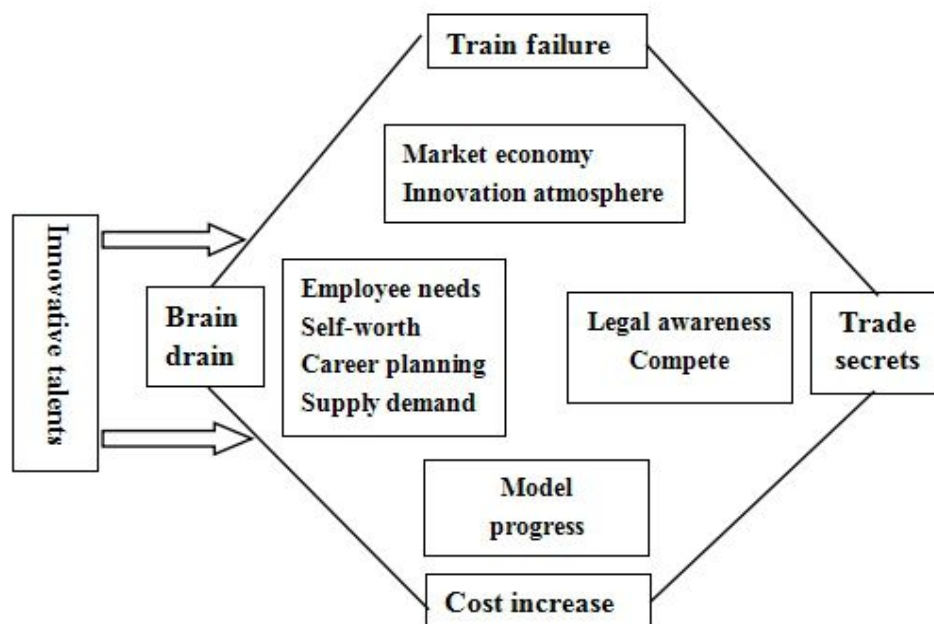 Train failure
Market economy
Innovation atmosphere
Innovative talents
Brain
drain
Employee needs
Self-worth
Career planning
Supply demand
Legal awareness
Compete
Trade
secrets
Model
progress
Cost increase